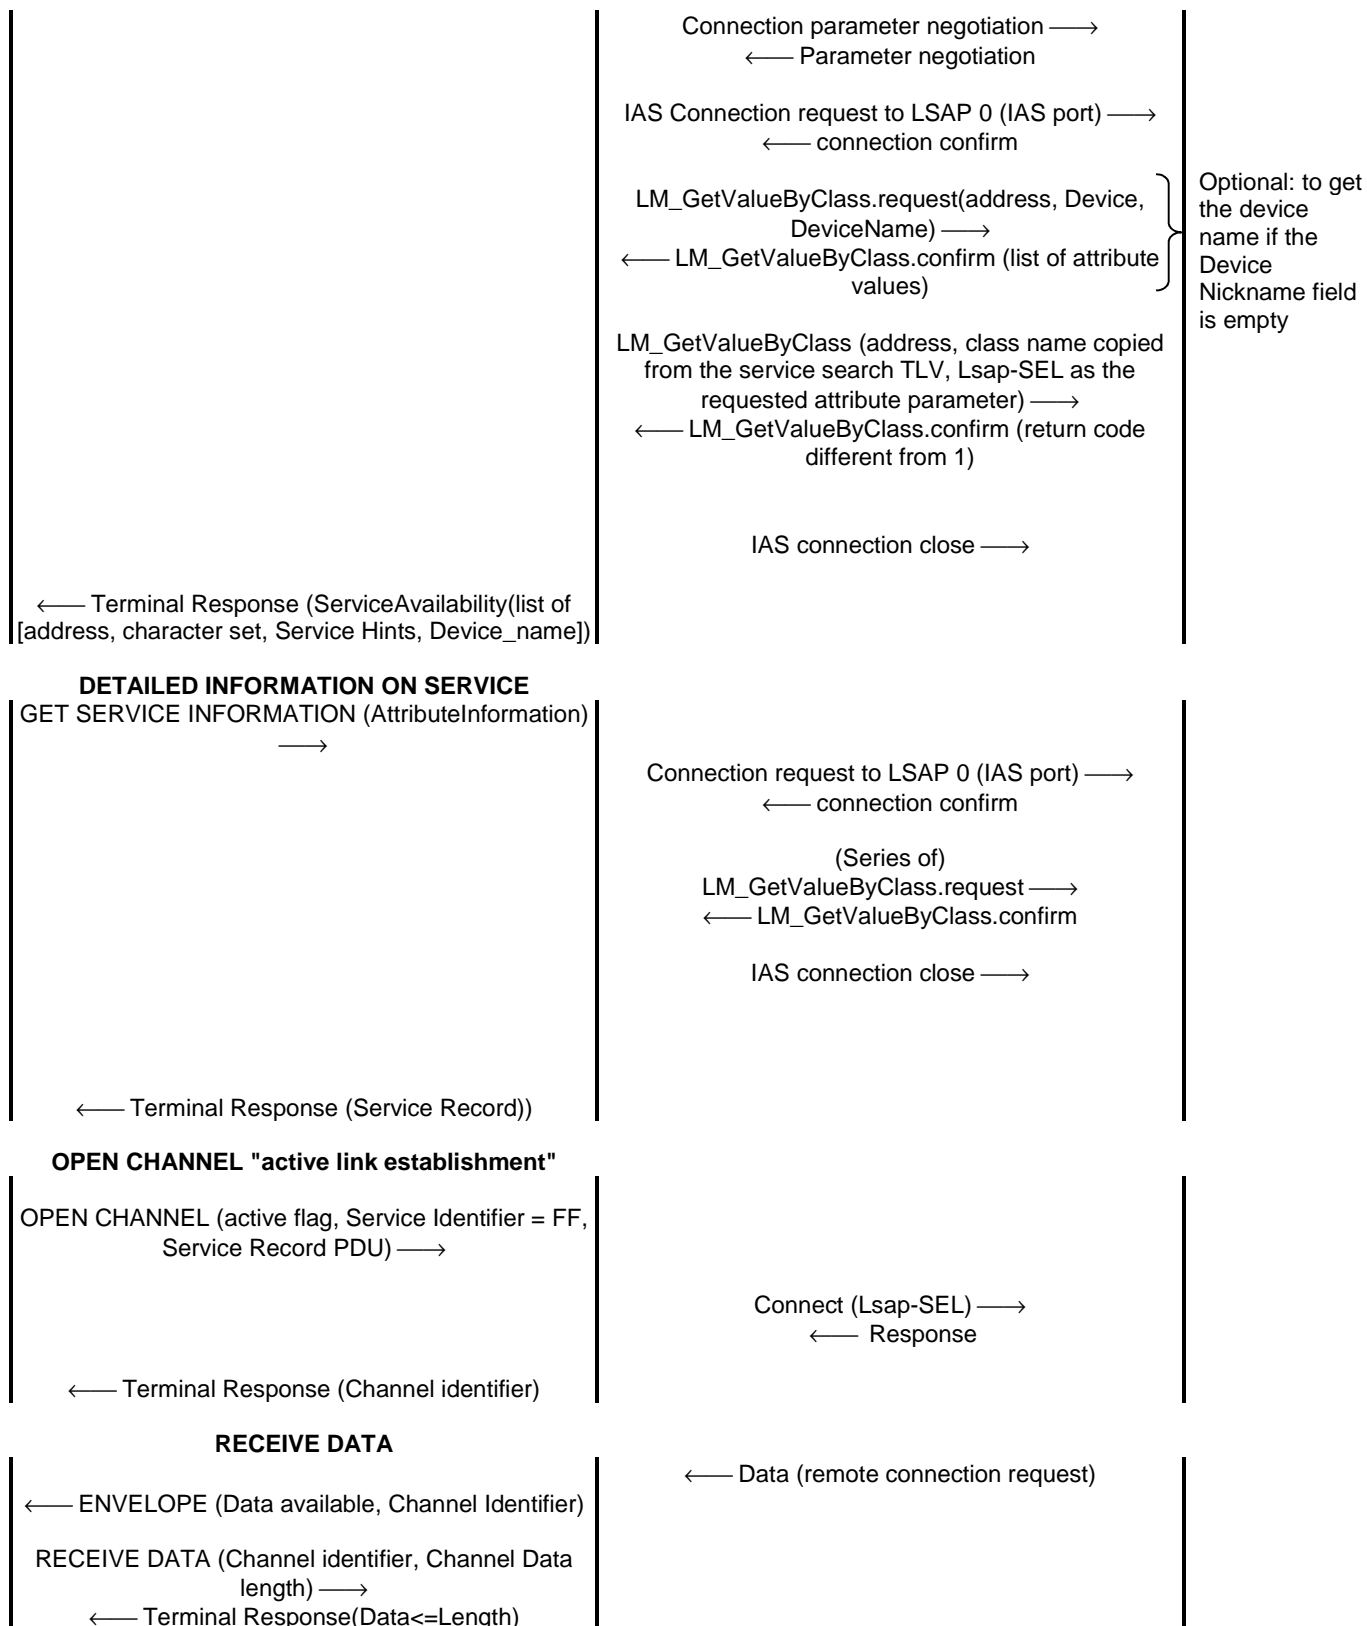 Connection parameter negotiation ⟶
⟵ Parameter negotiation
IAS Connection request to LSAP 0 (IAS port) ⟶
⟵ connection confirm
LM_GetValueByClass.request(address, Device,
DeviceName) ⟶
⟵ LM_GetValueByClass.confirm (list of attribute
values)
Optional: to get
the device
name if the
Device
Nickname field
is empty
LM_GetValueByClass (address, class name copied
from the service search TLV, Lsap-SEL as the
requested attribute parameter) ⟶
⟵ LM_GetValueByClass.confirm (return code
different from 1)
IAS connection close ⟶
⟵ Terminal Response (ServiceAvailability(list of
[address, character set, Service Hints, Device_name])
DETAILED INFORMATION ON SERVICE
GET SERVICE INFORMATION (AttributeInformation)
⟶
Connection request to LSAP 0 (IAS port) ⟶
⟵ connection confirm
(Series of)
LM_GetValueByClass.request ⟶
⟵ LM_GetValueByClass.confirm
IAS connection close ⟶
⟵ Terminal Response (Service Record))
OPEN CHANNEL "active link establishment"
OPEN CHANNEL (active flag, Service Identifier = FF,
Service Record PDU) ⟶
Connect (Lsap-SEL) ⟶
⟵ Response
⟵ Terminal Response (Channel identifier)
RECEIVE DATA
⟵ Data (remote connection request)
⟵ ENVELOPE (Data available, Channel Identifier)
RECEIVE DATA (Channel identifier, Channel Data
length) ⟶
⟵ Terminal Response(Data<=Length)